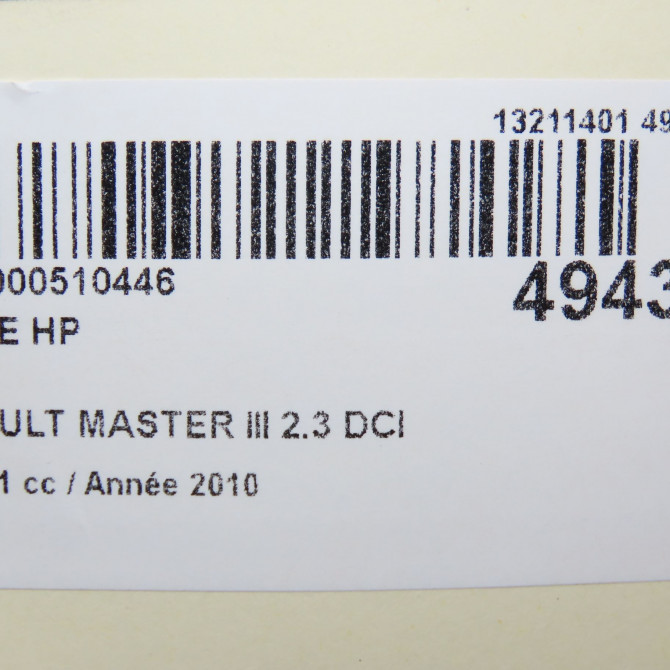 13211401 49
000510446
4943
E HP
ULT MASTER III 2.3 DCI
1 cc / Année 2010